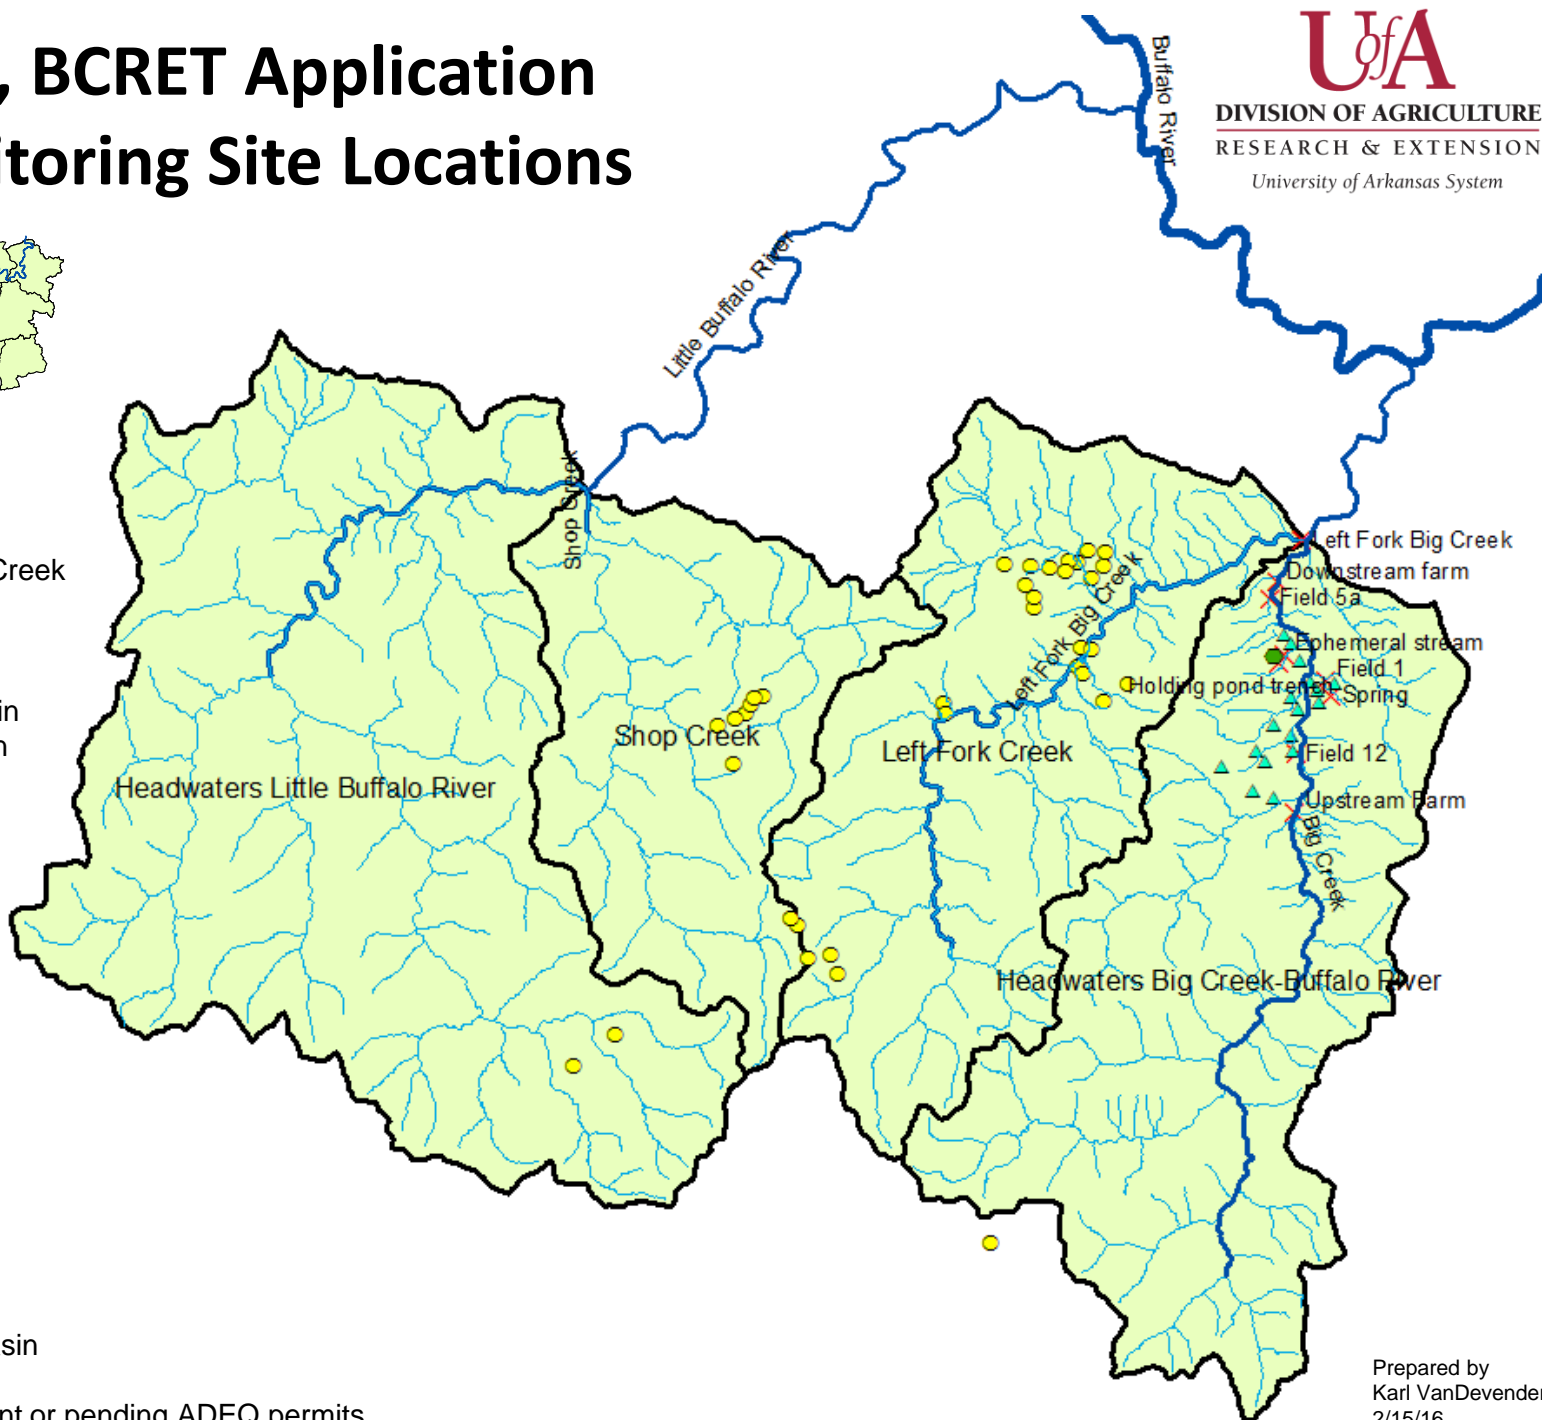 , BCRET Application
itoring Site Locations
UofA
DIVISION OF AGRICULTURE
RESEARCH & EXTENSION
University of Arkansas System
Buffalo River
Little Buffalo River
Shop Creek
Creek
in
n
Headwaters Little Buffalo River
Shop Creek
Left Fork Big Creek
Left Fork Creek
Left Fork Big Creek
Downstream farm
Field 5a
Ephemeral stream
Field 1
Holding pond trench
Spring
Field 12
Upstream Farm
Big Creek
Headwaters Big Creek-Buffalo River
sin
nt or pending ADEQ permits
Prepared by
Karl VanDevender
2/15/16